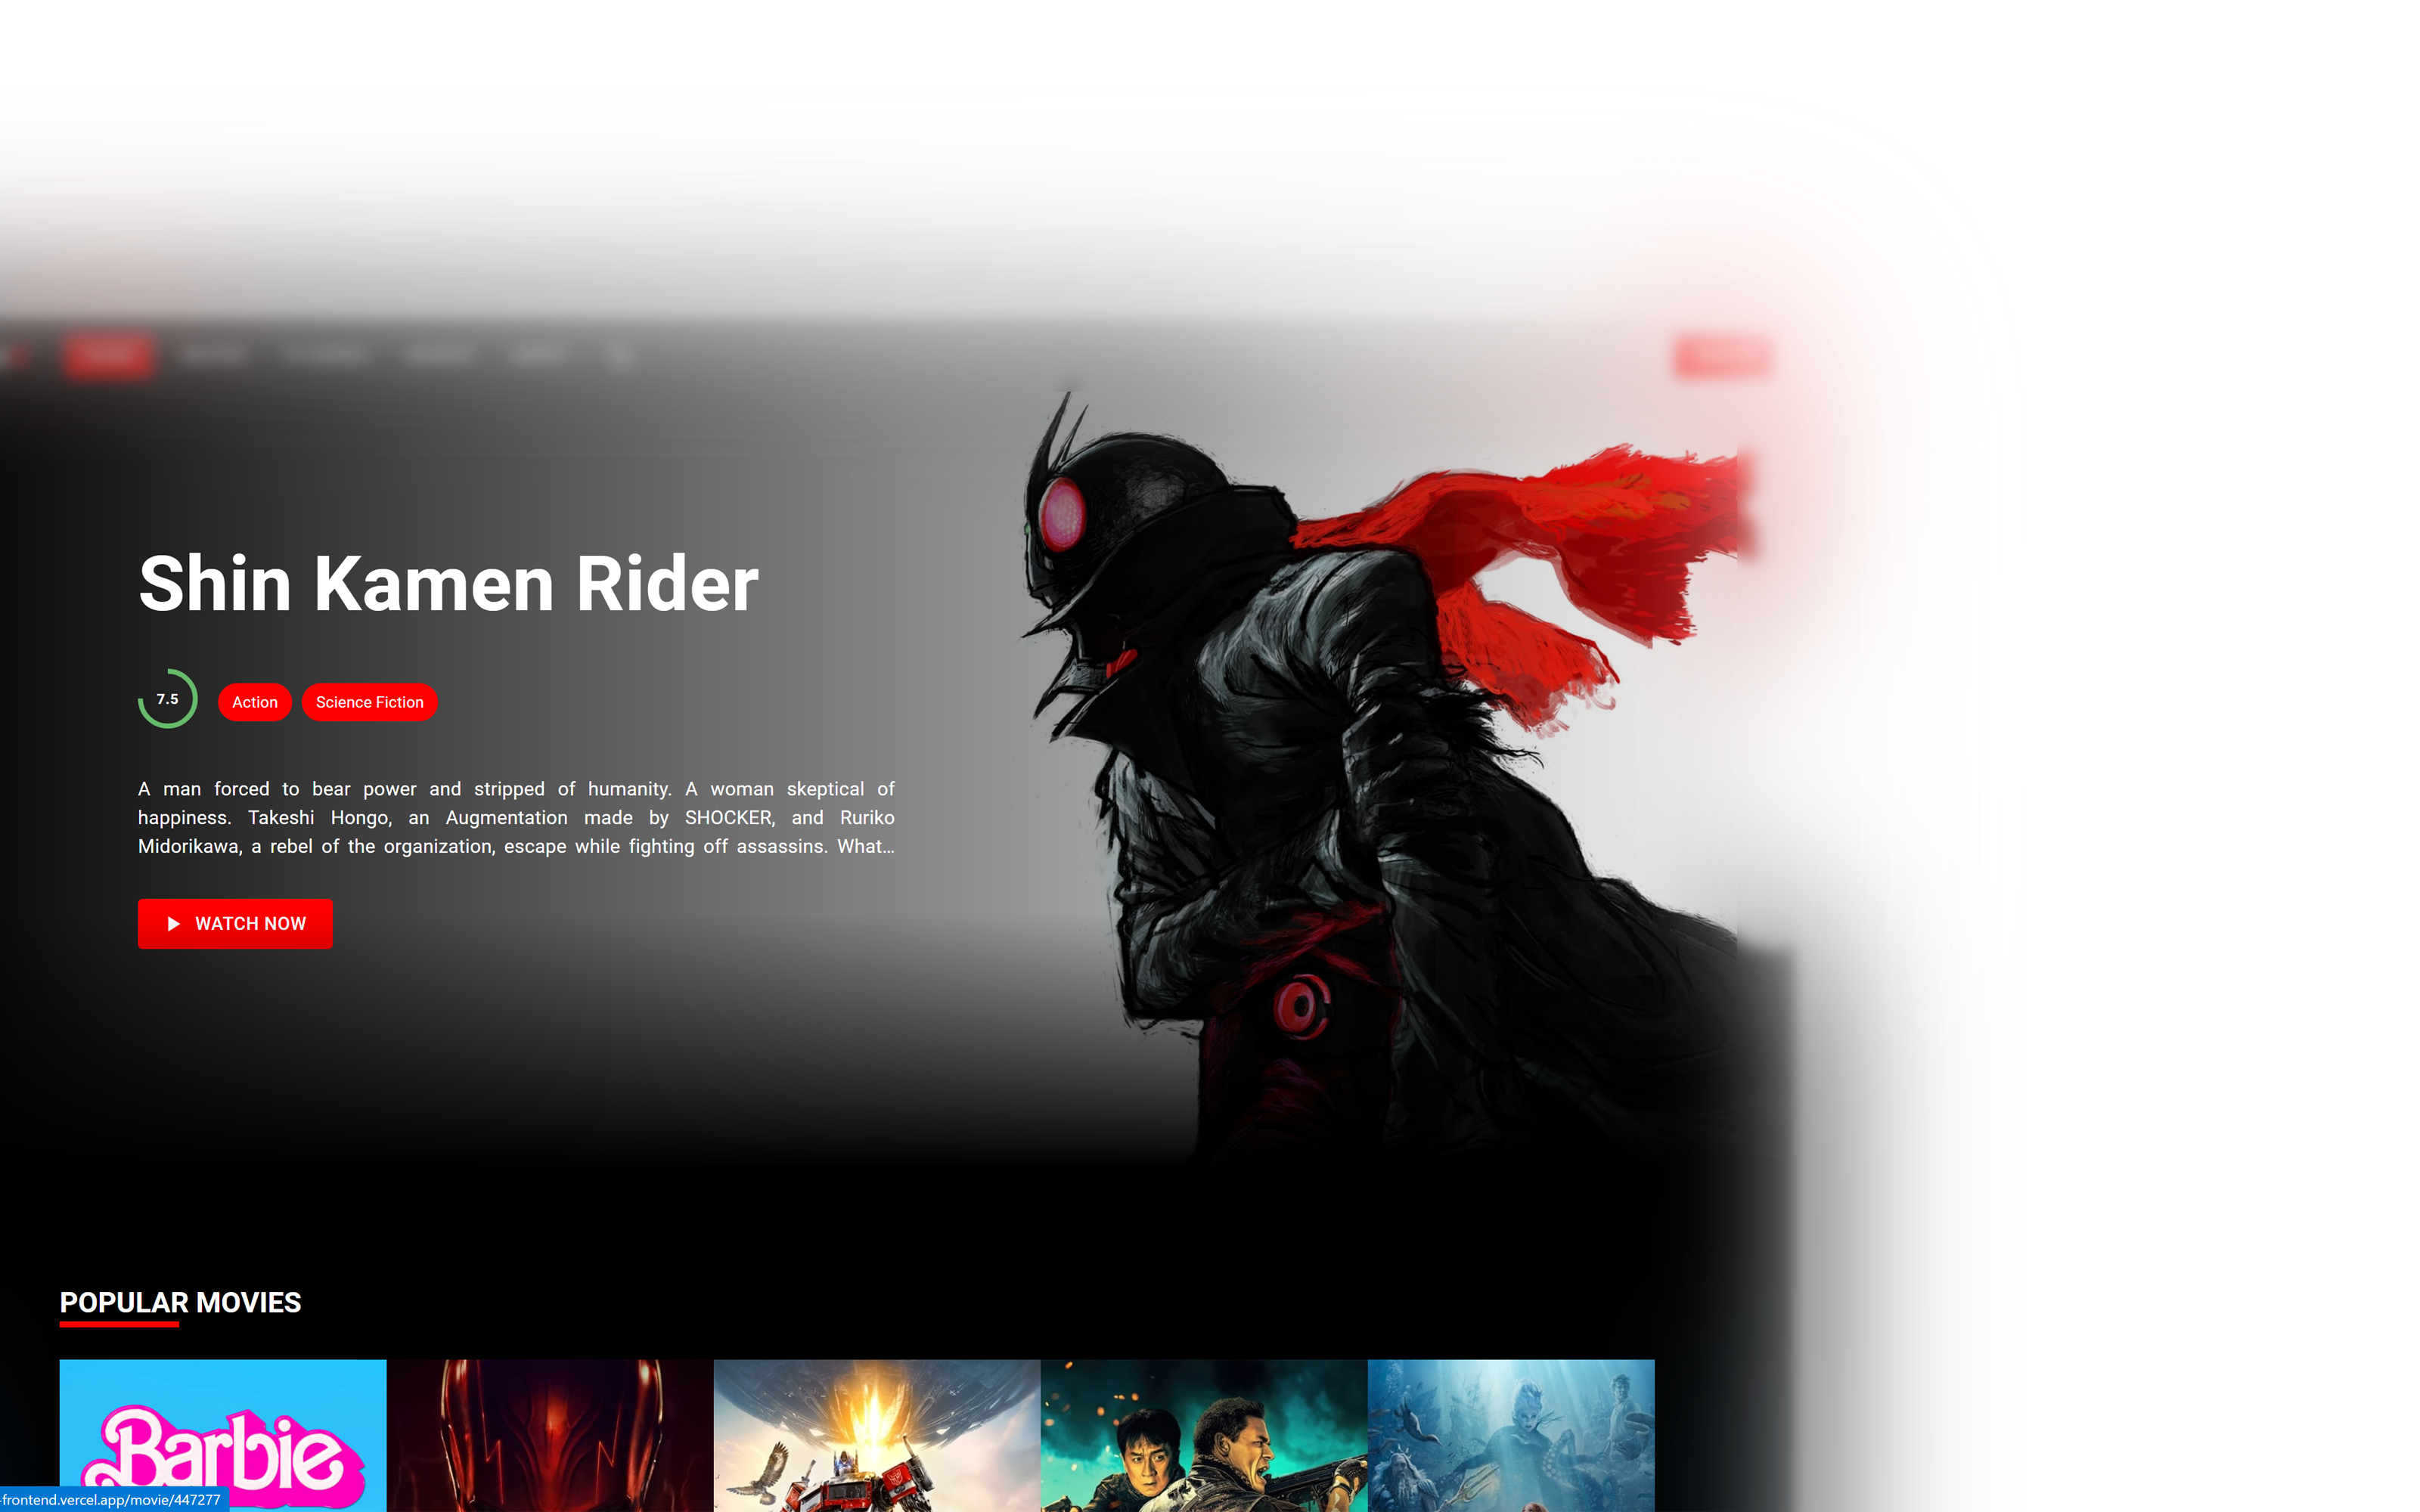 Shin Kamen Rider
7.5
Action
Science Fiction
A man forced to bear power and stripped of humanity. A woman skeptical of
happiness. Takeshi Hongo, an Augmentation made by SHOCKER, and Ruriko
Midorikawa, a rebel of the organization, escape while fighting off assassins. What...
WATCH NOW
POPULAR MOVIES
Barbie
-frontend.vercel.app/movie/447277